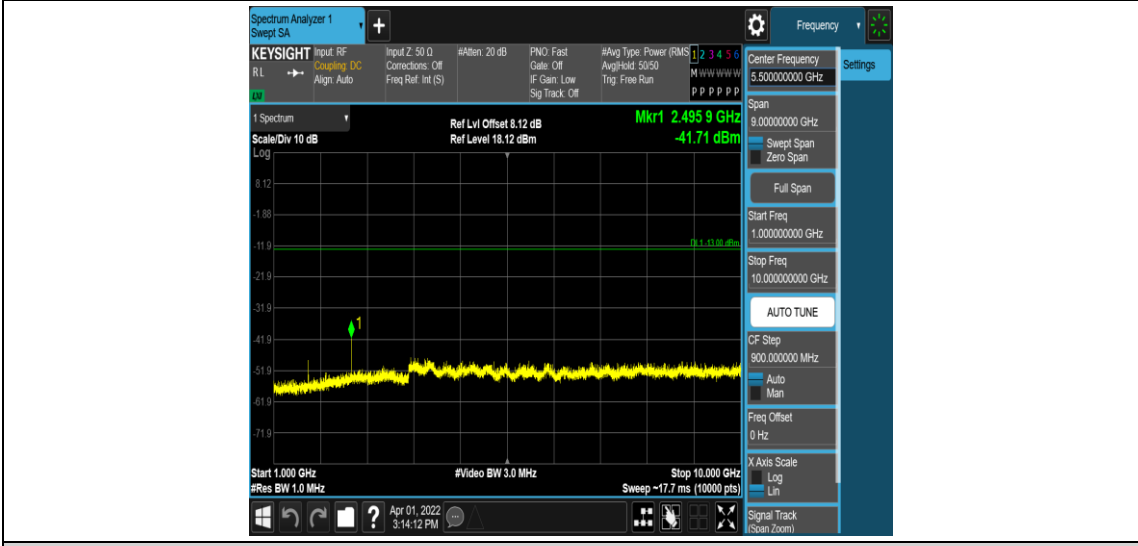 Spectrum Analyzer 1
Swept SA
Frequency
KEYSIGHT
RL
LXI
Input: RF
Coupling: DC
Align: Auto
Input Z: 50 Ω
Corrections: Off
Freq Ref: Int (S)
#Atten: 20 dB
PNO: Fast
Gate: Off
IF Gain: Low
Sig Track: Off
#Avg Type: Power (RMS
Avg|Hold: 50/50
Trig: Free Run
1 2 3 4 5 6
M W W W W W
P P P P P P
1 Spectrum
Scale/Div 10 dB
Log
Ref Lvl Offset 8.12 dB
Ref Level 18.12 dBm
Mkr1 2.495 9 GHz
-41.71 dBm
8.12
-1.88
-11.9
DL1 -13.00 dBm
-21.9
-31.9
1
-41.9
-51.9
-61.9
-71.9
Start 1.000 GHz
#Video BW 3.0 MHz
Stop 10.000 GHz
#Res BW 1.0 MHz
Sweep ~17.7 ms (10000 pts)
?
Apr 01, 2022
3:14:12 PM
Center Frequency
5.500000000 GHz
Settings
Span
9.00000000 GHz
Swept Span
Zero Span
Full Span
Start Freq
1.000000000 GHz
Stop Freq
10.000000000 GHz
AUTO TUNE
CF Step
900.000000 MHz
Auto
Man
Freq Offset
0 Hz
X Axis Scale
Log
Lin
Signal Track
(Span Zoom)